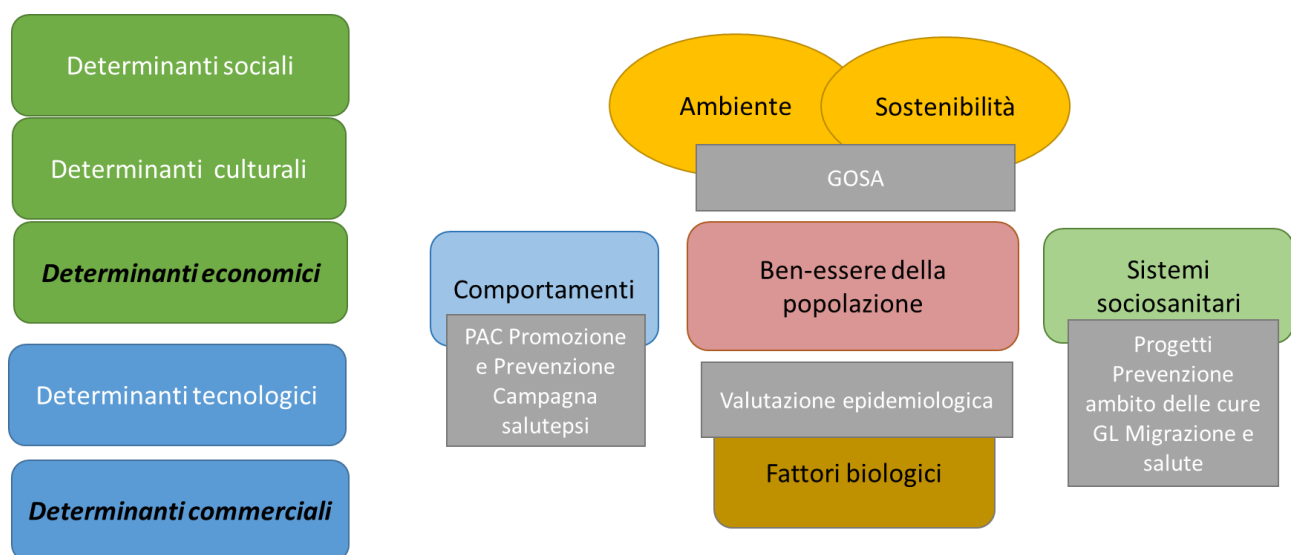 Determinanti sociali
Determinanti culturali
Determinanti economici
Determinanti tecnologici
Determinanti commerciali
Ambiente
Sostenibilità
GOSA
Comportamenti
PAC Promozione
e Prevenzione
Campagna
salutepsi
Ben-essere della
popolazione
Valutazione epidemiologica
Fattori biologici
Sistemi
sociosanitari
Progetti
Prevenzione
ambito delle cure
GL Migrazione e
salute